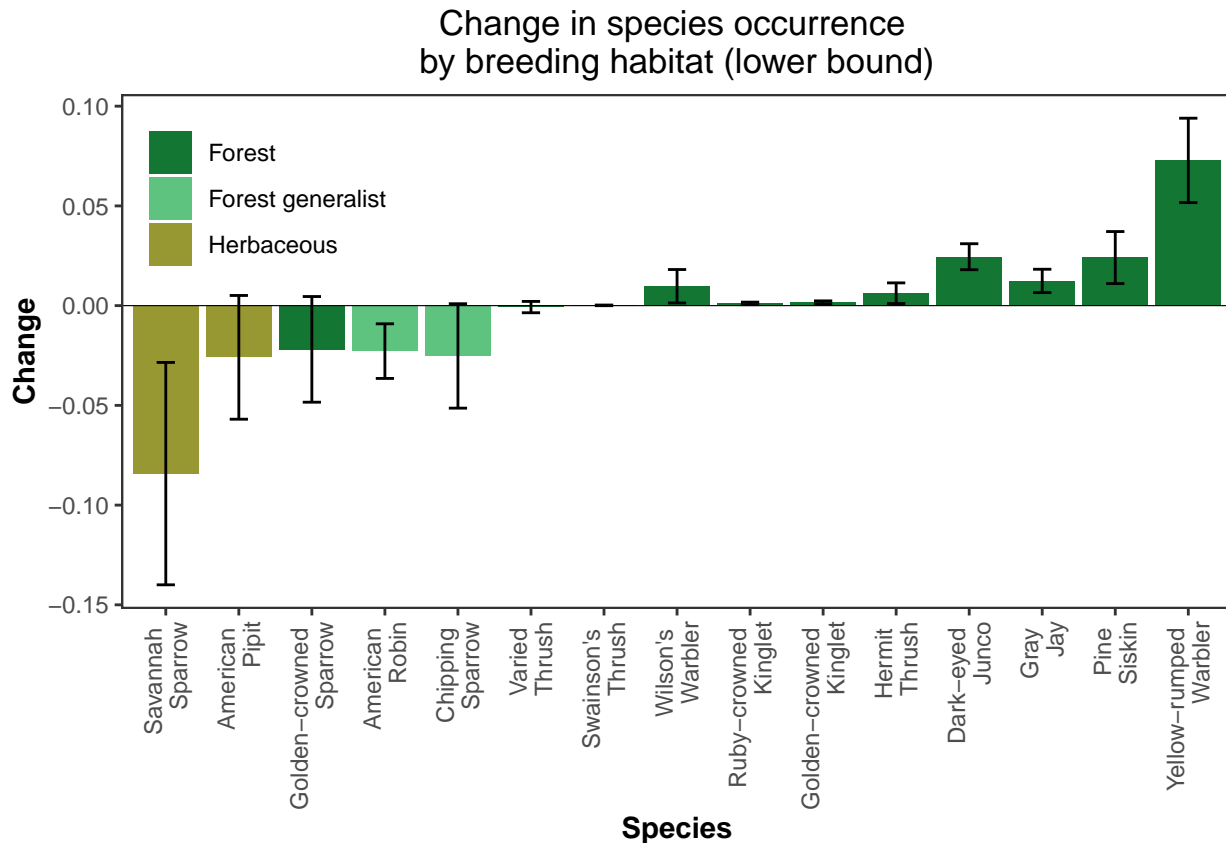 Change in species occurrence
by breeding habitat (lower bound)
0.10
0.05
0.00
−0.05
−0.10
−0.15
Change
Forest
Forest generalist
Herbaceous
Savannah
Sparrow
American
Pipit
Golden−crowned
Sparrow
American
Robin
Chipping
Sparrow
Varied
Thrush
Swainson's
Thrush
Wilson's
Warbler
Ruby−crowned
Kinglet
Golden−crowned
Kinglet
Hermit
Thrush
Dark−eyed
Junco
Gray
Jay
Pine
Siskin
Yellow−rumped
Warbler
Species